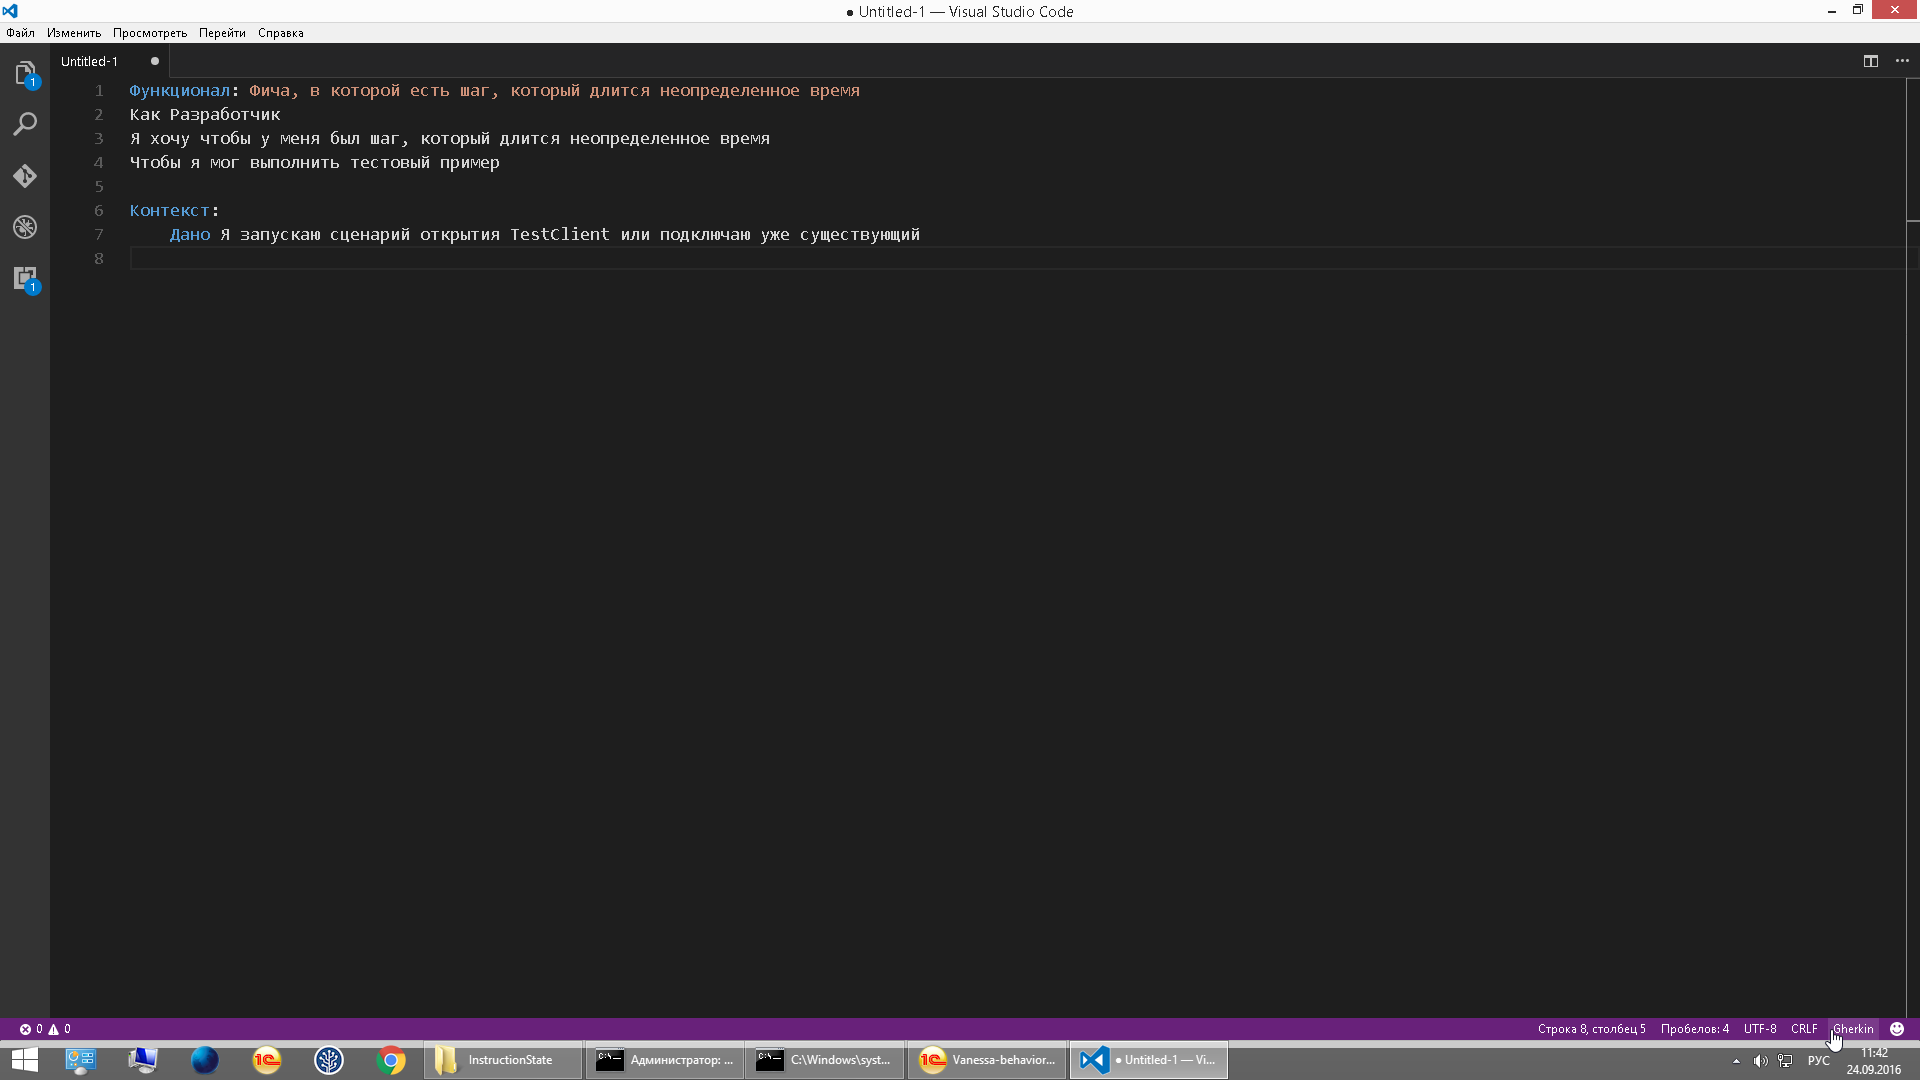 ● Untitled-1 — Visual Studio Code
Файл Изменить Просмотреть Перейти Справка
Untitled-1
1 Функционал: Фича, в которой есть шаг, который длится неопределенное время
2 Как Разработчик
3 Я хочу чтобы у меня был шаг, который длится неопределенное время
4 Чтобы я мог выполнить тестовый пример
5
6 Контекст:
7 Дано Я запускаю сценарий открытия TestClient или подключаю уже существующий
8
1
1
0 0 Строка 8, столбец 5 Пробелов: 4 UTF-8 CRLF Gherkin
InstructionState Администратор: ... C:\Windows\syst... Vanessa-behavior... ● Untitled-1 — Vi... РУС 11:42
24.09.2016